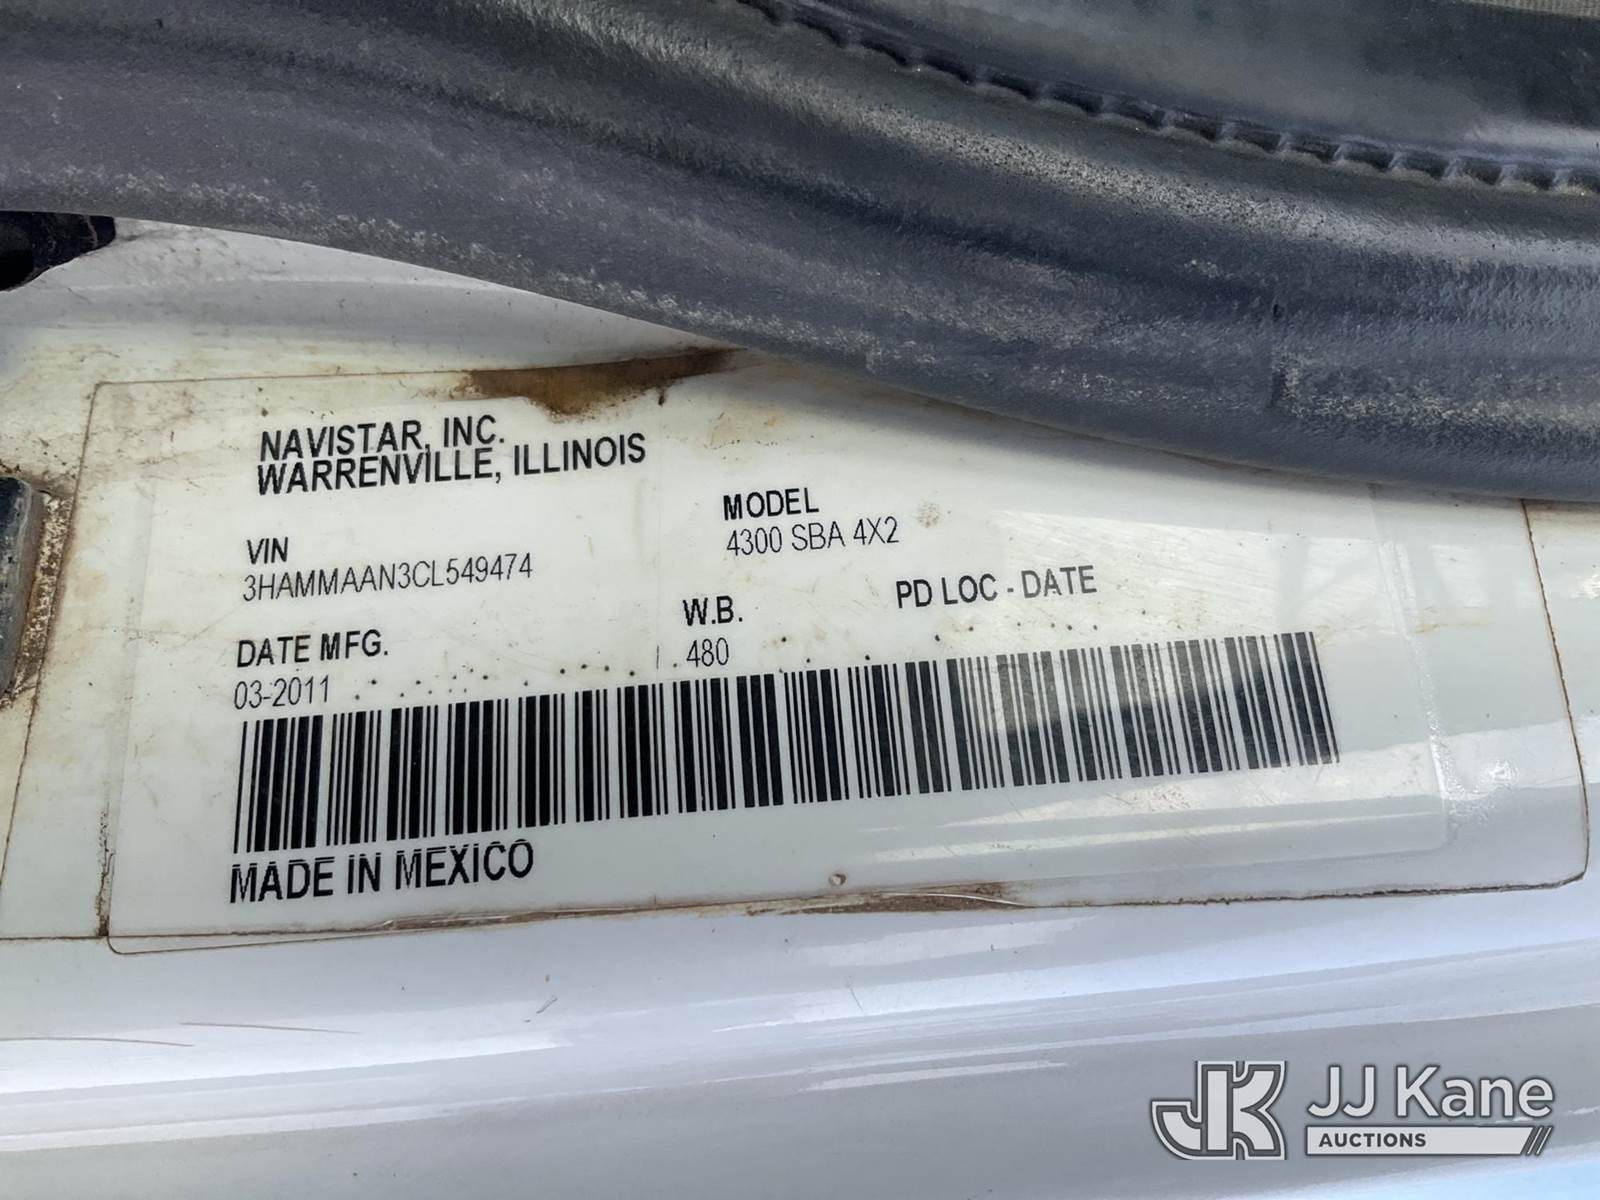 NAVISTAR, INC.
WARRENVILLE, ILLINOIS
VIN
3HAMMAAN3CL549474
MODEL
4300 SBA 4X2
DATE MFG.
03-2011
W.B.
480
PD LOC - DATE
MADE IN MEXICO
JK JJ Kane
AUCTIONS